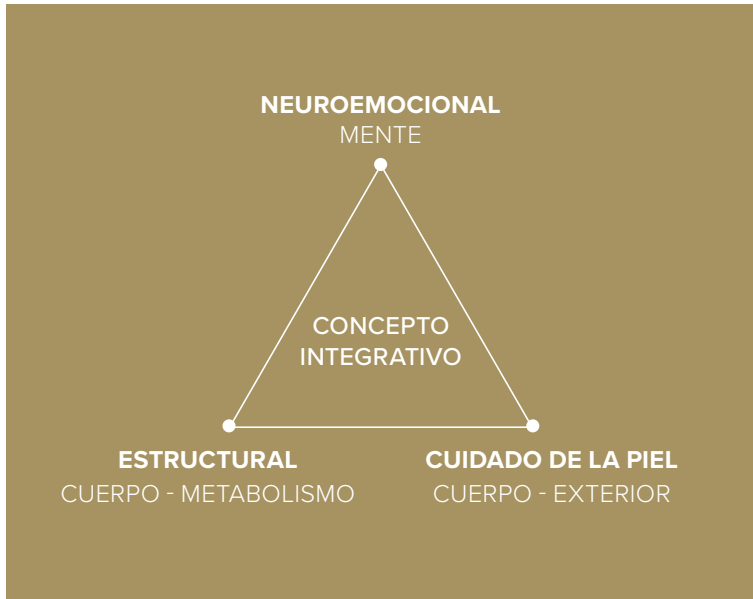 NEUROEMOCIONAL
MENTE
CONCEPTO
INTEGRATIVO
ESTRUCTURAL
CUERPO - METABOLISMO
CUIDADO DE LA PIEL
CUERPO - EXTERIOR